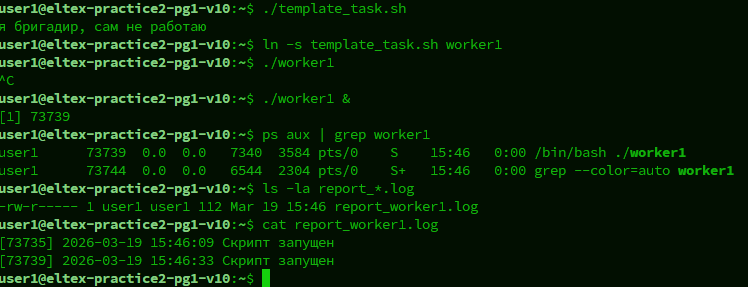 user1@eltex-practice2-pg1-v10:~$ ./template_task.sh
я бригадир, сам не работаю
user1@eltex-practice2-pg1-v10:~$ ln -s template_task.sh worker1
user1@eltex-practice2-pg1-v10:~$ ./worker1
^C
user1@eltex-practice2-pg1-v10:~$ ./worker1 &
[1] 73739
user1@eltex-practice2-pg1-v10:~$ ps aux | grep worker1
user1      73739  0.0  0.0   7340  3584 pts/0    S    15:46   0:00 /bin/bash ./worker1
user1      73744  0.0  0.0   6544  2304 pts/0    S+   15:46   0:00 grep --color=auto worker1
user1@eltex-practice2-pg1-v10:~$ ls -la report_*.log
-rw-r----- 1 user1 user1 112 Mar 19 15:46 report_worker1.log
user1@eltex-practice2-pg1-v10:~$ cat report_worker1.log
[73735] 2026-03-19 15:46:09 Скрипт запущен
[73739] 2026-03-19 15:46:33 Скрипт запущен
user1@eltex-practice2-pg1-v10:~$